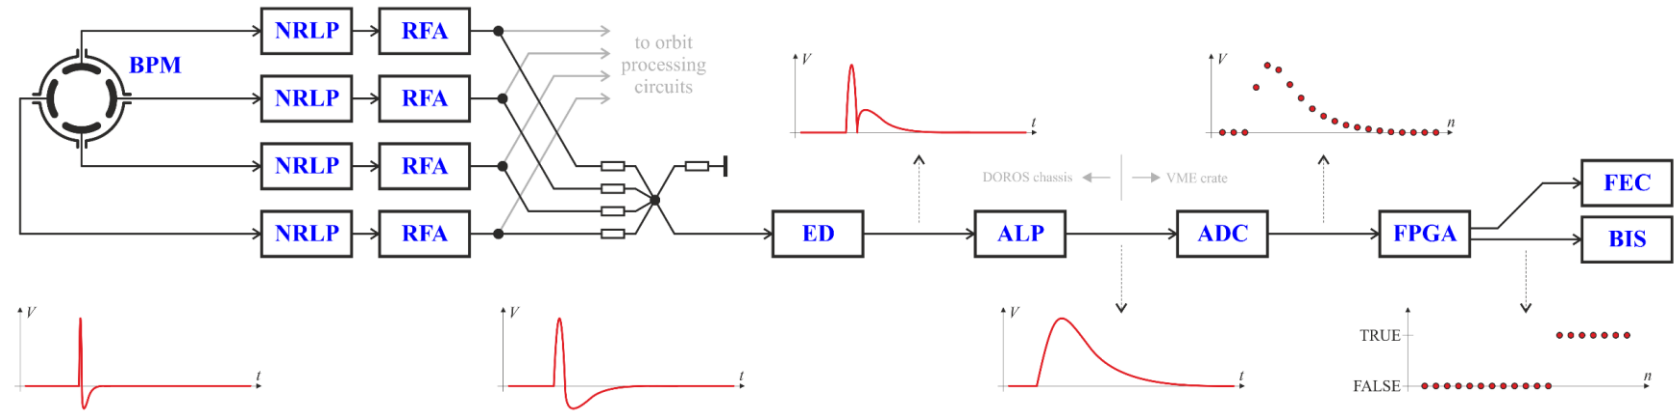 NRLP
RFA
BPM
to orbit
processing
circuits
NRLP
RFA
NRLP
RFA
NRLP
RFA
V
t
V
n
DOROS chassis
VME crate
ED
ALP
ADC
FPGA
FEC
BIS
V
t
V
t
V
t
TRUE
FALSE
n